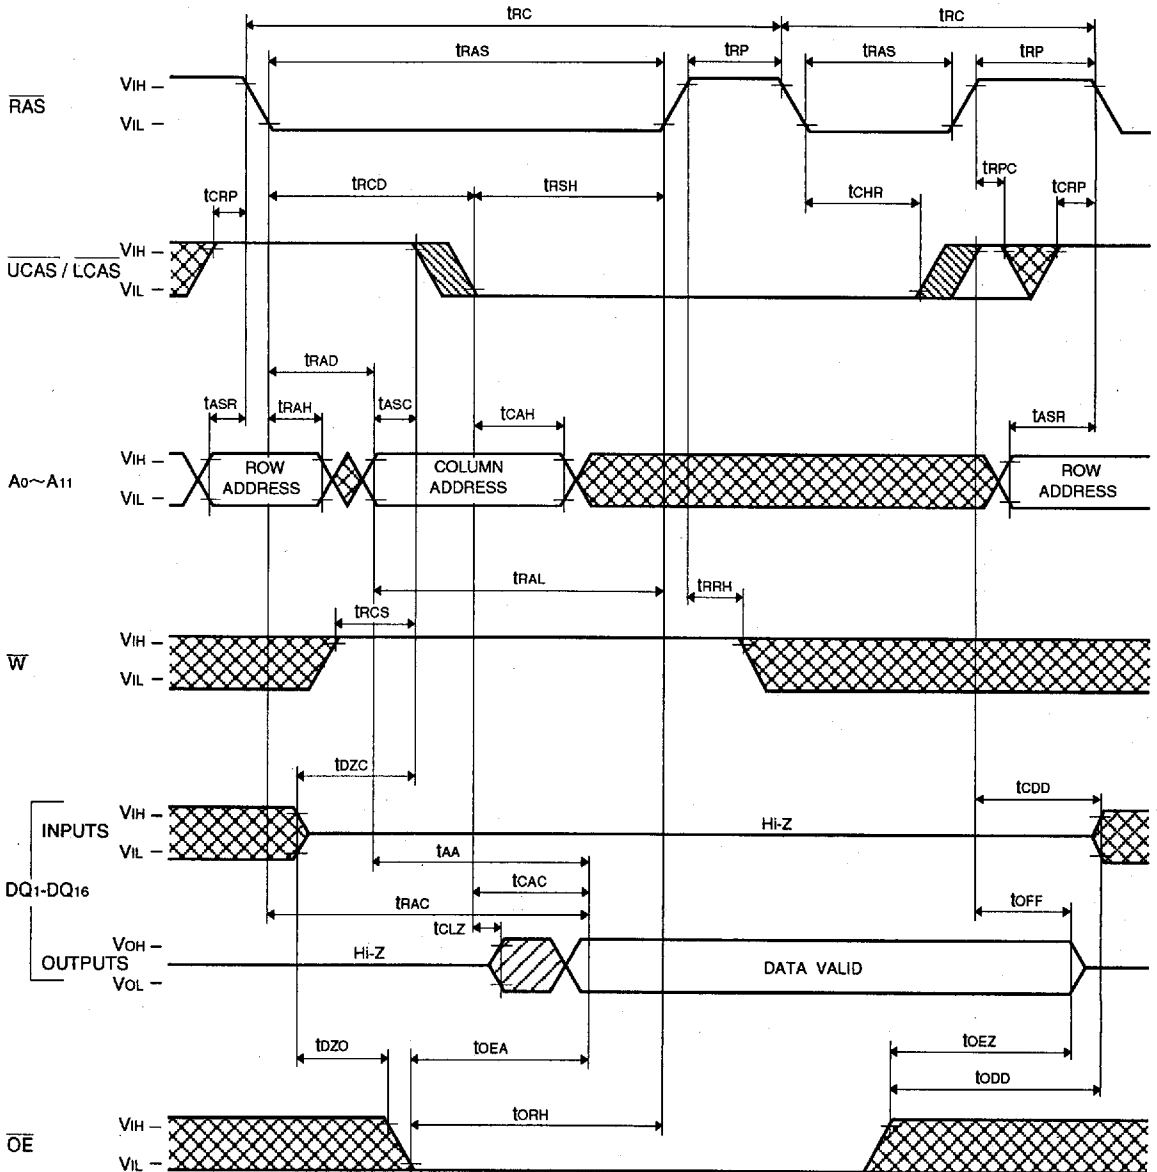 tRC tRC
tRAS tRP tRAS tRP
RAS VIH
VIL
tCRP tRCD tRSH tCHR tRPC tCRP
UCAS / LCAS VIH
VIL
tRAD
tASR tRAH tASC tCAH tASR
A0~A11 VIH
VIL
ROW
ADDRESS
COLUMN
ADDRESS
ROW
ADDRESS
tRAL tRRH
tRCS
W VIH
VIL
tDZC tCDD
DQ1-DQ16
INPUTS VIH
VIL
Hi-Z
tAA
tCAC
tRAC tOFF
tCLZ
OUTPUTS VOH
VOL
Hi-Z DATA VALID
tDZO tOEA tOEZ
tODD
tORH
OE VIH
VIL